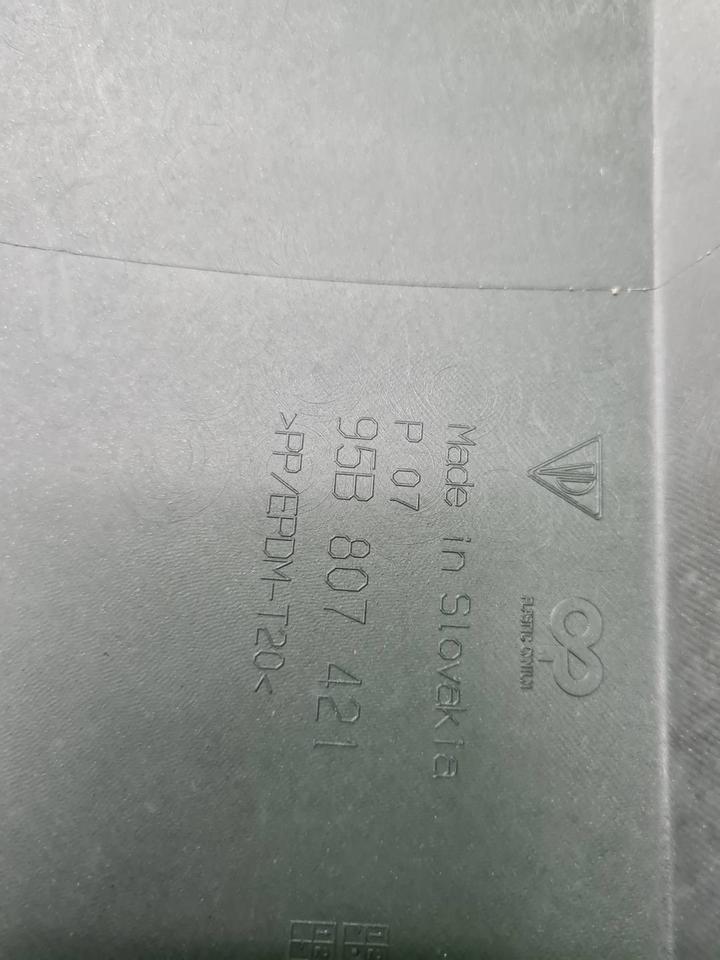 Made in Slovakia
P 07
95B 807 421
>PP/EPDM-T20<